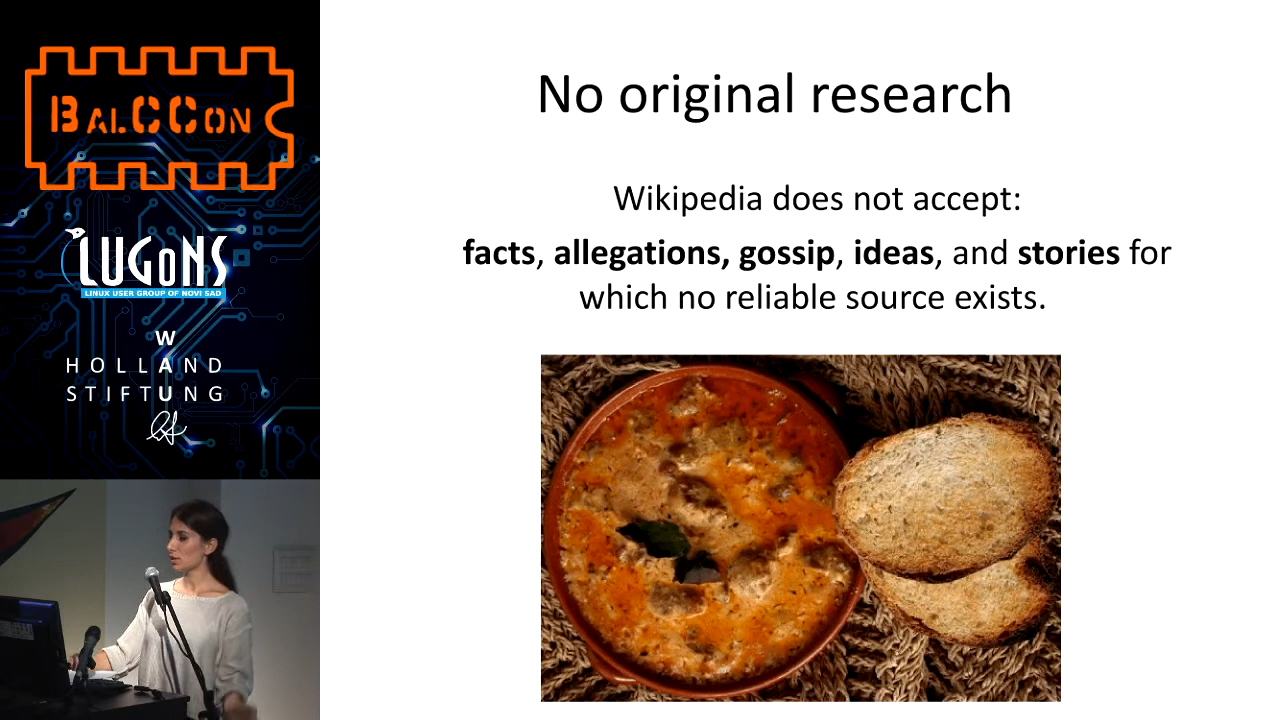 BALCCON
LUGoNS
LINUX USER GROUP OF NOVI SAD
W
HOLLAND
STIFTUNG
No original research
Wikipedia does not accept:
facts, allegations, gossip, ideas, and stories for
which no reliable source exists.